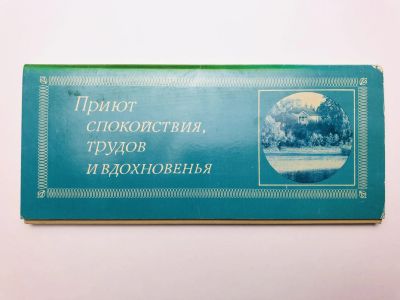 Приют
спокойствия,
трудов
и вдохновенья